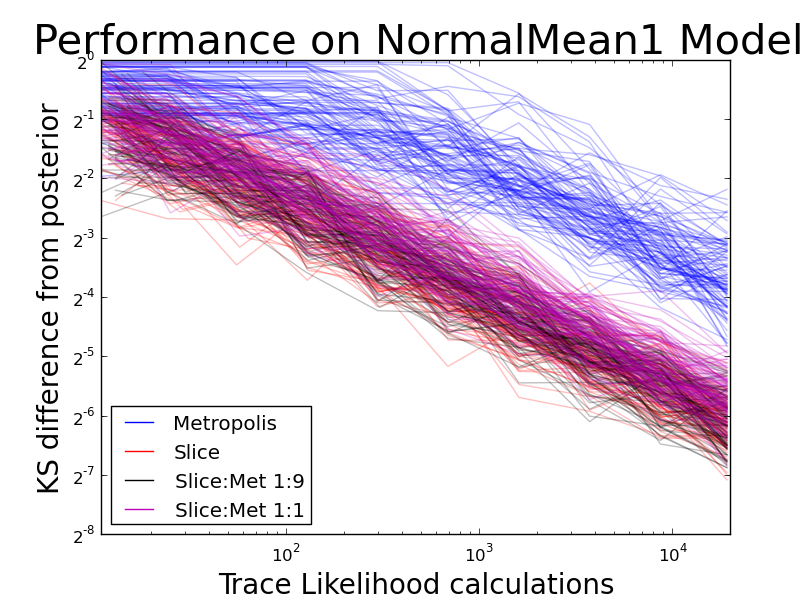 Performance on NormalMean1 Model
KS difference from posterior
2^0
2^-1
2^-2
2^-3
2^-4
2^-5
2^-6
2^-7
2^-8
Metropolis
Slice
Slice:Met 1:9
Slice:Met 1:1
10^2 10^3 10^4
Trace Likelihood calculations